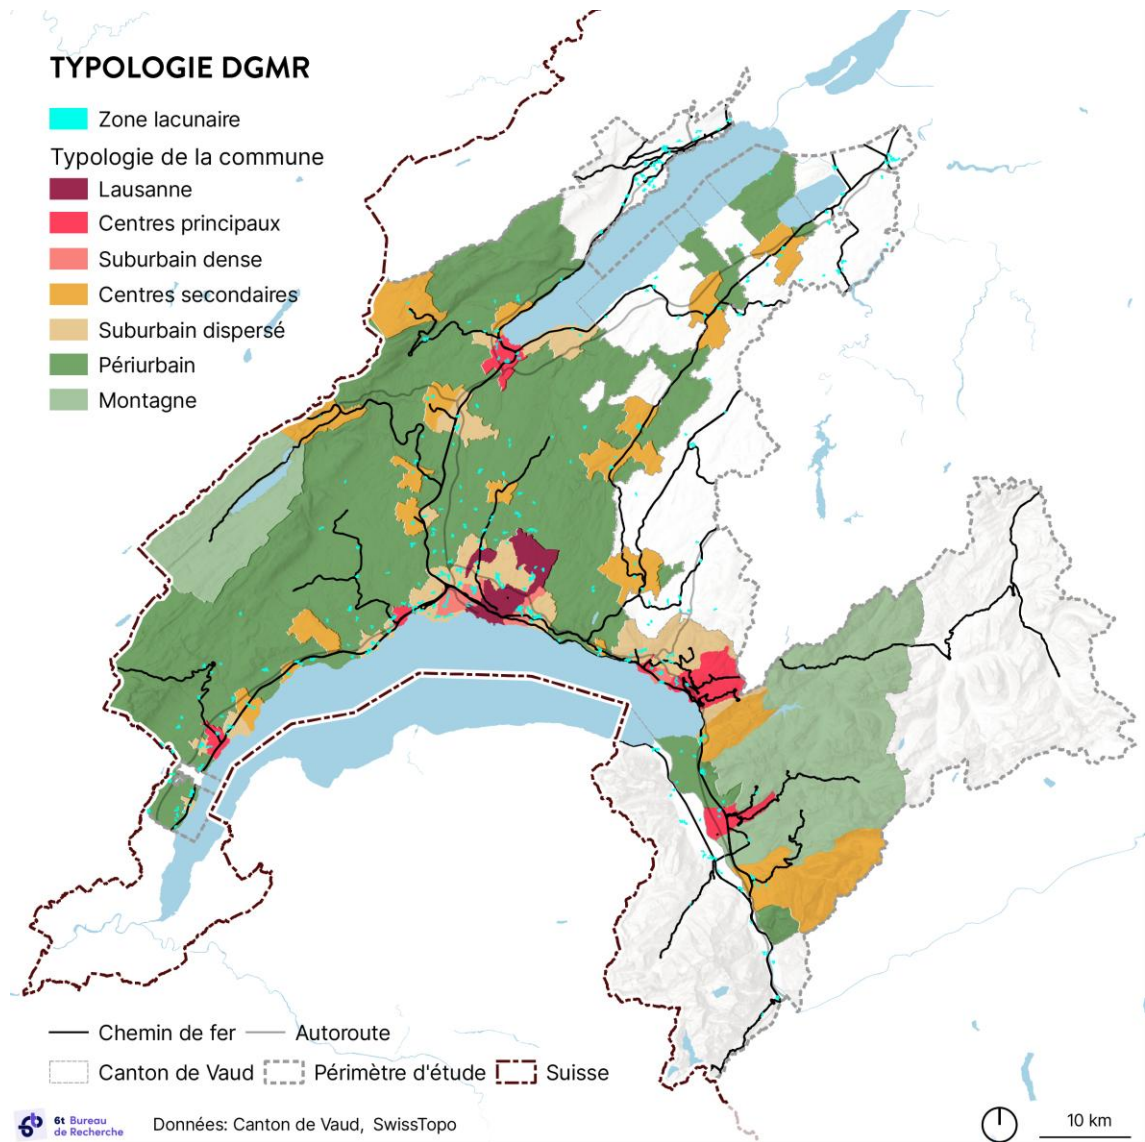 TYPOLOGIE DGMR
Zone lacunaire
Typologie de la commune
Lausanne
Centres principaux
Suburbain dense
Centres secondaires
Suburbain dispersé
Périurbain
Montagne
Chemin de fer
Autoroute
Canton de Vaud
Périmètre d'étude
Suisse
6t Bureau
de Recherche
Données: Canton de Vaud, SwissTopo
10 km